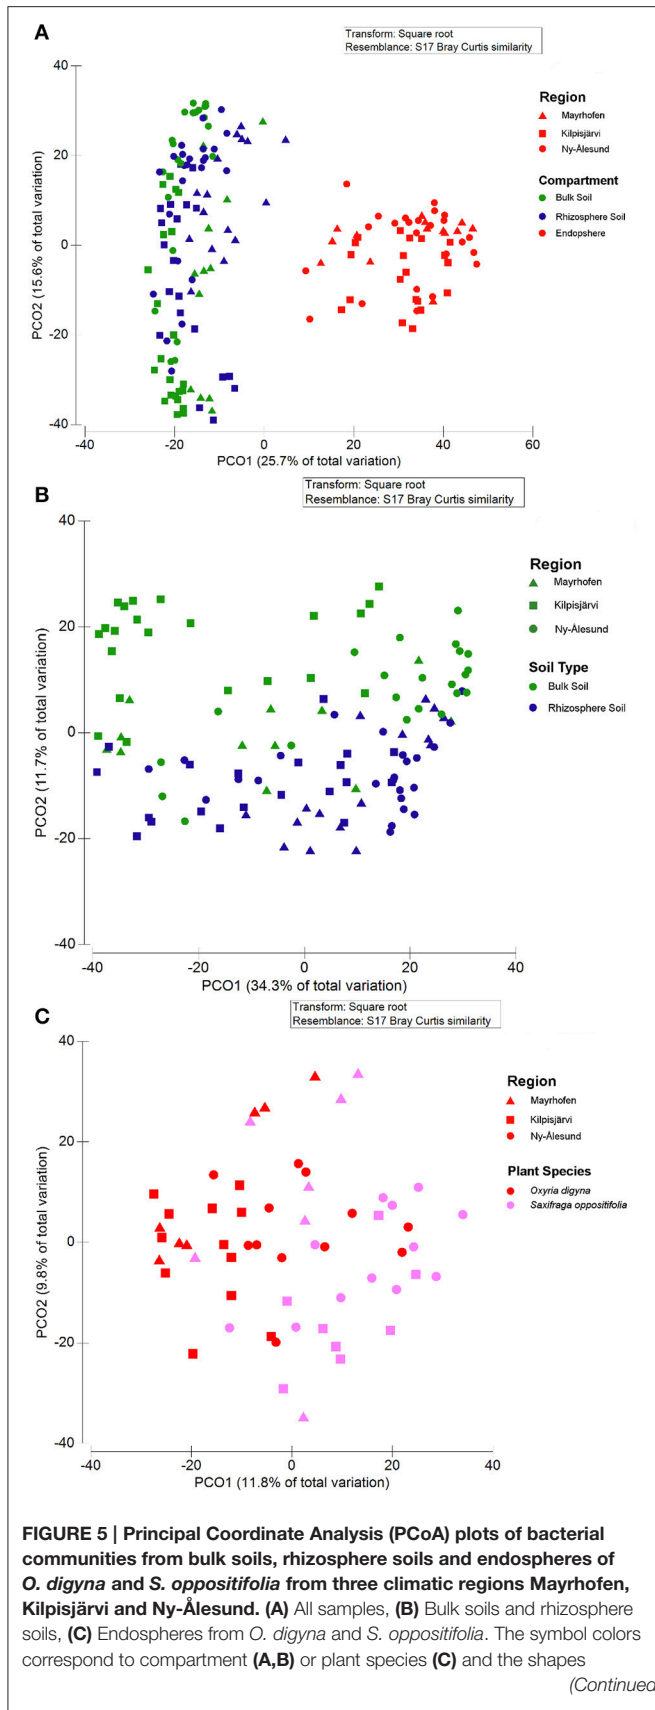 A
Transform: Square root
Resemblance: S17 Bray Curtis similarity
Region
Mayrhofen
Kilpisjärvi
Ny-Ålesund
Compartment
Bulk Soil
Rhizosphere Soil
Endopshere
40
20
0
-20
-40
PCO2 (15.6% of total variation)
-40 -20 0 20 40 60
PCO1 (25.7% of total variation)
Transform: Square root
Resemblance: S17 Bray Curtis similarity
B
Region
Mayrhofen
Kilpisjärvi
Ny-Ålesund
Soil Type
Bulk Soil
Rhizosphere Soil
40
20
0
-20
-40
PCO2 (11.7% of total variation)
-40 -20 0 20 40
PCO1 (34.3% of total variation)
Transform: Square root
Resemblance: S17 Bray Curtis similarity
C
Region
Mayrhofen
Kilpisjärvi
Ny-Ålesund
Plant Species
Oxyria digyna
Saxifraga oppositifolia
40
20
0
-20
-40
PCO2 (9.8% of total variation)
-40 -20 0 20 40
PCO1 (11.8% of total variation)
FIGURE 5 | Principal Coordinate Analysis (PCoA) plots of bacterial
communities from bulk soils, rhizosphere soils and endospheres of
O. digyna and S. oppositifolia from three climatic regions Mayrhofen,
Kilpisjärvi and Ny-Ålesund. (A) All samples, (B) Bulk soils and rhizosphere
soils, (C) Endospheres from O. digyna and S. oppositifolia. The symbol colors
correspond to compartment (A,B) or plant species (C) and the shapes
(Continued